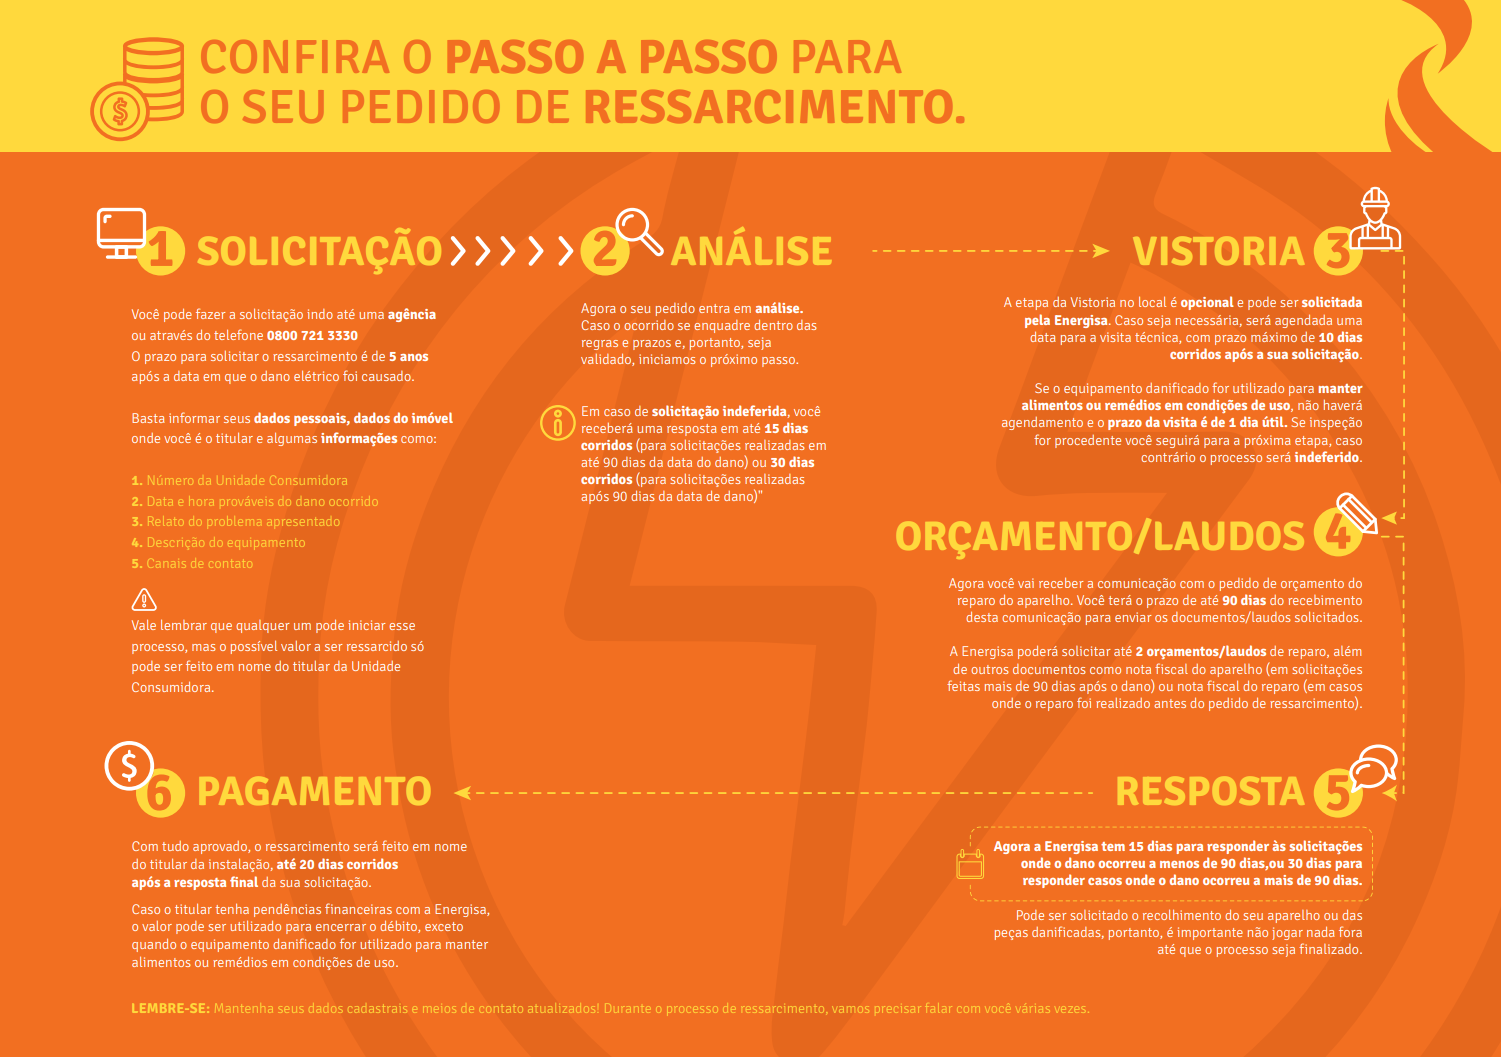 CONFIRA O PASSO A PASSO PARA
O SEU PEDIDO DE RESSARCIMENTO.
1 SOLICITAÇÃO
Você pode fazer a solicitação indo até uma agência
ou através do telefone 0800 721 3330
O prazo para solicitar o ressarcimento é de 5 anos
após a data em que o dano elétrico foi causado.
Basta informar seus dados pessoais, dados do imóvel
onde você é o titular e algumas informações como:
1. Número da Unidade Consumidora
2. Data e hora prováveis do dano ocorrido
3. Relato do problema apresentado
4. Descrição do equipamento
5. Canais de contato
Vale lembrar que qualquer um pode iniciar esse
processo, mas o possível valor a ser ressarcido só
pode ser feito em nome do titular da Unidade
Consumidora.
2 ANÁLISE
Agora o seu pedido entra em análise.
Caso o ocorrido se enquadre dentro das
regras e prazos e, portanto, seja
validado, iniciamos o próximo passo.
Em caso de solicitação indeferida, você
receberá uma resposta em até 15 dias
corridos (para solicitações realizadas em
até 90 dias da data do dano) ou 30 dias
corridos (para solicitações realizadas
após 90 dias da data de dano)"
VISTORIA 3
A etapa da Vistoria no local é opcional e pode ser solicitada
pela Energisa. Caso seja necessária, será agendada uma
data para a visita técnica, com prazo máximo de 10 dias
corridos após a sua solicitação.
Se o equipamento danificado for utilizado para manter
alimentos ou remédios em condições de uso, não haverá
agendamento e o prazo da visita é de 1 dia útil. Se inspeção
for procedente você seguirá para a próxima etapa, caso
contrário o processo será indeferido.
ORÇAMENTO/LAUDOS 4
Agora você vai receber a comunicação com o pedido de orçamento do
reparo do aparelho. Você terá o prazo de até 90 dias do recebimento
desta comunicação para enviar os documentos/laudos solicitados.
A Energisa poderá solicitar até 2 orçamentos/laudos de reparo, além
de outros documentos como nota fiscal do aparelho (em solicitações
feitas mais de 90 dias após o dano) ou nota fiscal do reparo (em casos
onde o reparo foi realizado antes do pedido de ressarcimento).
RESPOSTA 5
Agora a Energisa tem 15 dias para responder às solicitações
onde o dano ocorreu a menos de 90 dias,ou 30 dias para
responder casos onde o dano ocorreu a mais de 90 dias.
Pode ser solicitado o recolhimento do seu aparelho ou das
peças danificadas, portanto, é importante não jogar nada fora
até que o processo seja finalizado.
$ 6 PAGAMENTO
Com tudo aprovado, o ressarcimento será feito em nome
do titular da instalação, até 20 dias corridos
após a resposta final da sua solicitação.
Caso o titular tenha pendências financeiras com a Energisa,
o valor pode ser utilizado para encerrar o débito, exceto
quando o equipamento danificado for utilizado para manter
alimentos ou remédios em condições de uso.
LEMBRE-SE: Mantenha seus dados cadastrais e meios de contato atualizados! Durante o processo de ressarcimento, vamos precisar falar com você várias vezes.